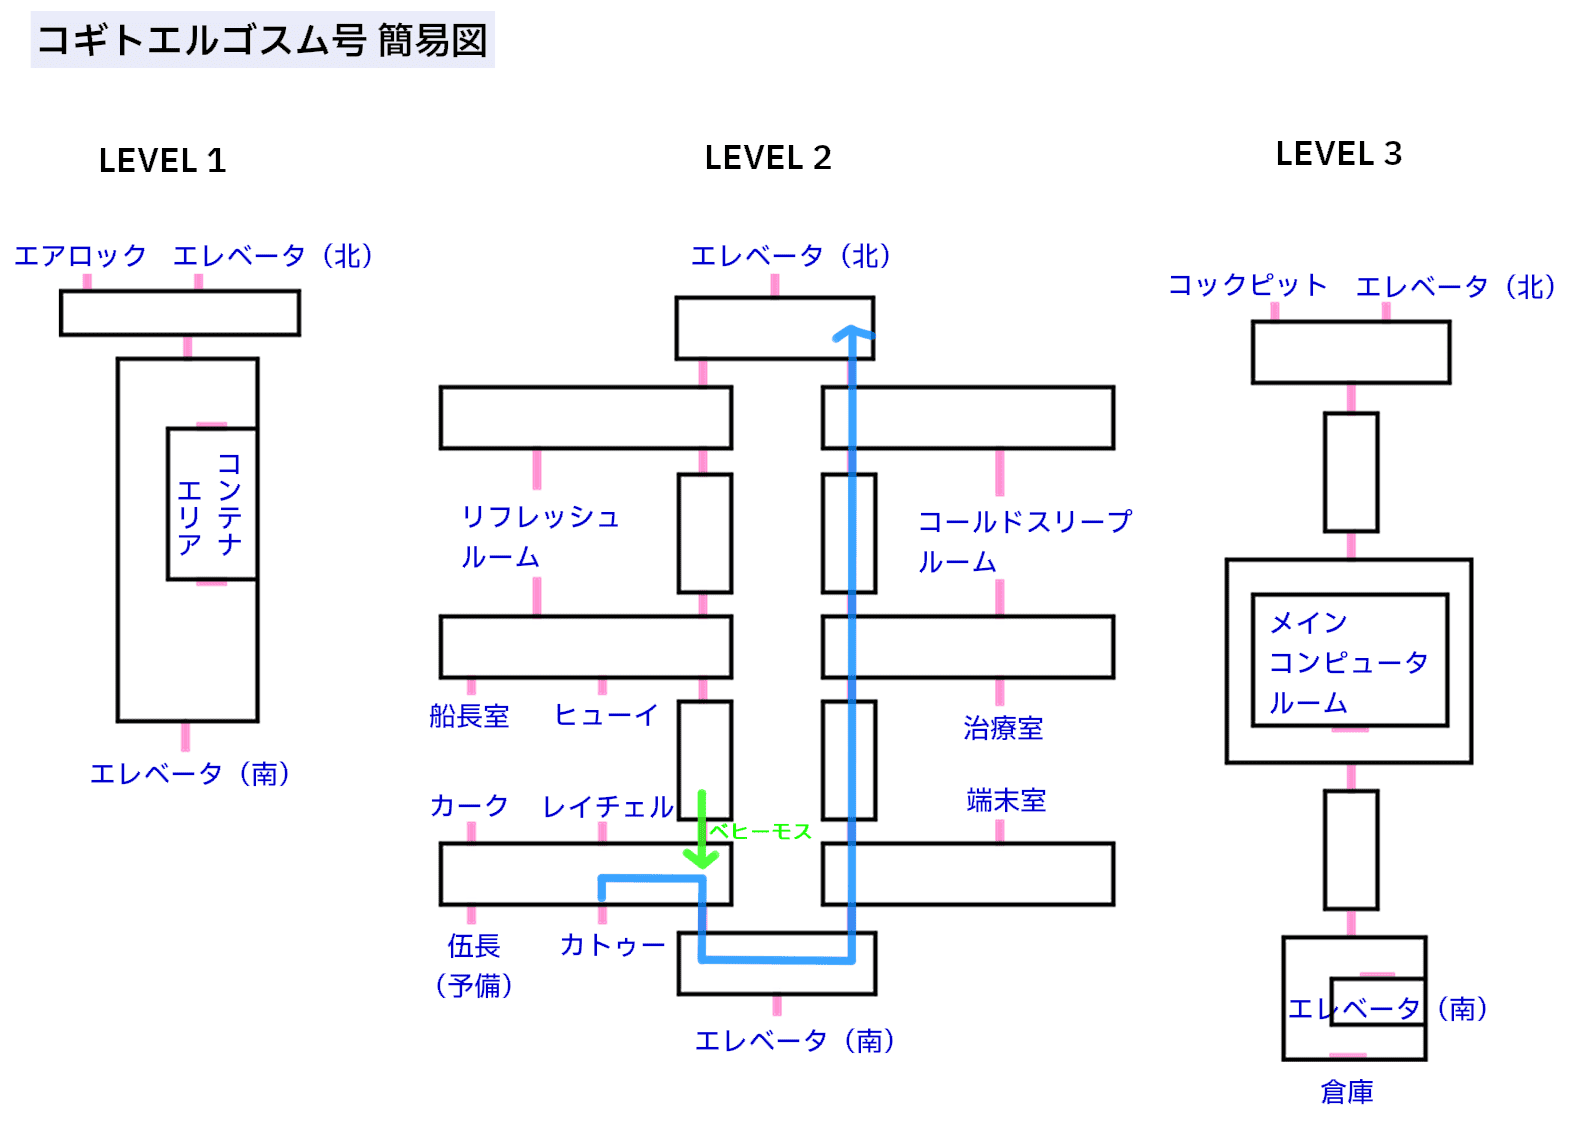 コギトエルゴスム号 簡易図
LEVEL 1
エアロック
エレベータ（北）
コンテナ
エリア
エレベータ（南）
LEVEL 2
エレベータ（北）
リフレッシュ
ルーム
コールドスリープ
ルーム
船長室
ヒューイ
治療室
カーク
レイチェル
ベヒーモス
端末室
伍長
（予備）
カトゥー
エレベータ（南）
LEVEL 3
コックピット
エレベータ（北）
メイン
コンピュータ
ルーム
エレベータ（南）
倉庫